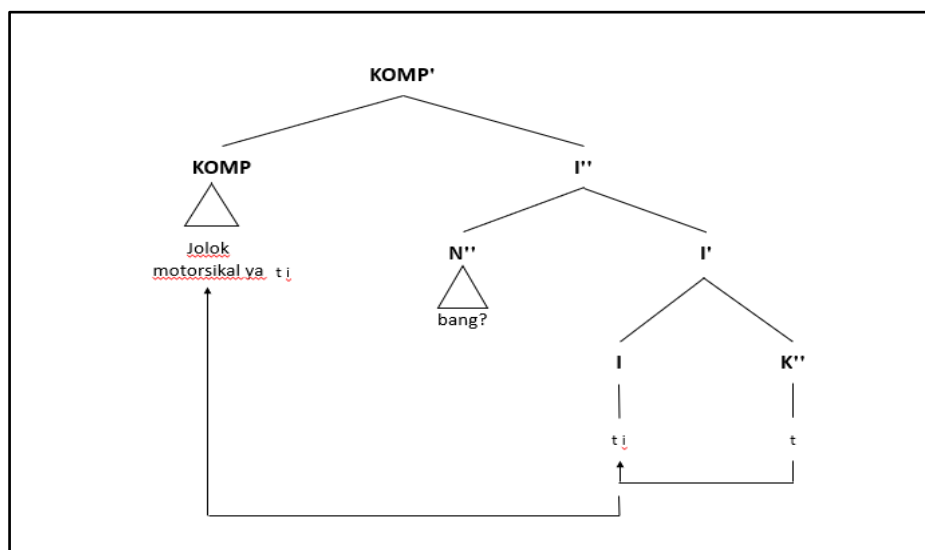 KOMP'
KOMP
I''
Jolok
motorsikal ya t i
N''
I'
bang?
I
K''
t i
t